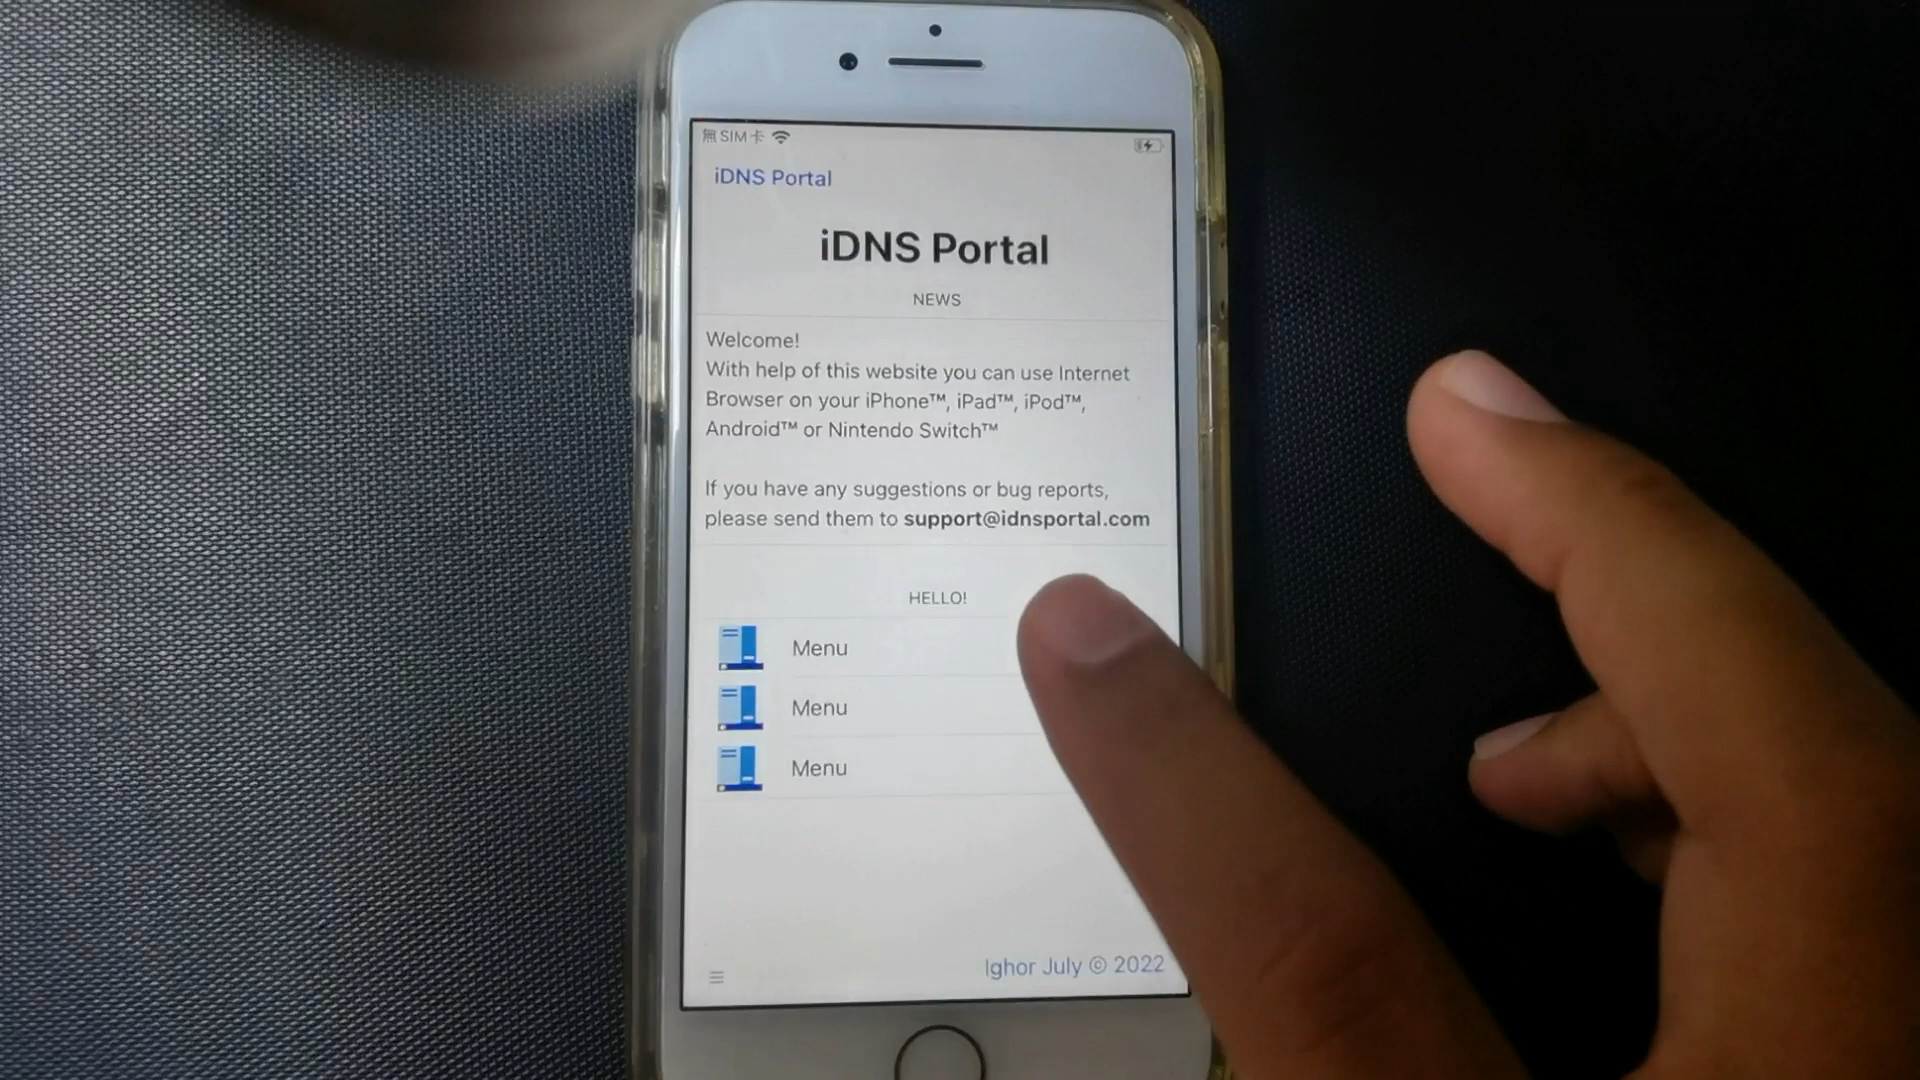 無SIM卡
iDNS Portal
iDNS Portal
NEWS
Welcome!
With help of this website you can use Internet
Browser on your iPhone™, iPad™, iPod™,
Android™ or Nintendo Switch™
If you have any suggestions or bug reports,
please send them to support@idnsportal.com
HELLO!
Menu
Menu
Menu
Ighor July © 2022